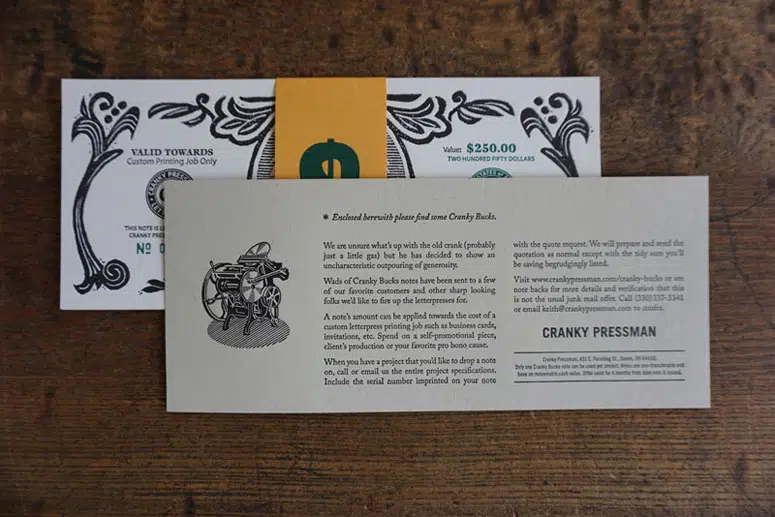 VALID TOWARDS
Custom Printing Job Only
Value: $250.00
TWO HUNDRED FIFTY DOLLARS
$
CRANKY PRESS
STATES OF
THIS NOTE IS LE
CRANKY PRES
No 0
* Enclosed herewith please find some Cranky Bucks.
We are unsure what's up with the old crank (probably
just a little gas) but he has decided to show an
uncharacteristic outpouring of generosity.
Wads of Cranky Bucks notes have been sent to a few
of our favorite customers and other sharp looking
folks we'd like to fire up the letterpresses for.
A note's amount can be applied towards the cost of a
custom letterpress printing job such as business cards,
invitations, etc. Spend on a self-promotional piece,
client's production or your favorite pro bono cause.
When you have a project that you'd like to drop a note
on, call or email us the entire project specifications.
Include the serial number imprinted on your note
with the quote request. We will prepare and send the
quotation as normal except with the tidy sum you'll
be saving begrudgingly listed.
Visit www.crankypressman.com/cranky-bucks or see
note backs for more details and verification that this
is not the usual junk mail offer. Call (330) 337-3341
or email keith@crankypressman.com to confir.
CRANKY PRESSMAN
Cranky Pressman, 451 E. Pershing St., Salem, OH 44460.
Only one Cranky Bucks note can be used per project. Notes are non-transferable and
have no redeemable cash value. Offer valid for 6 months from date note is issued.